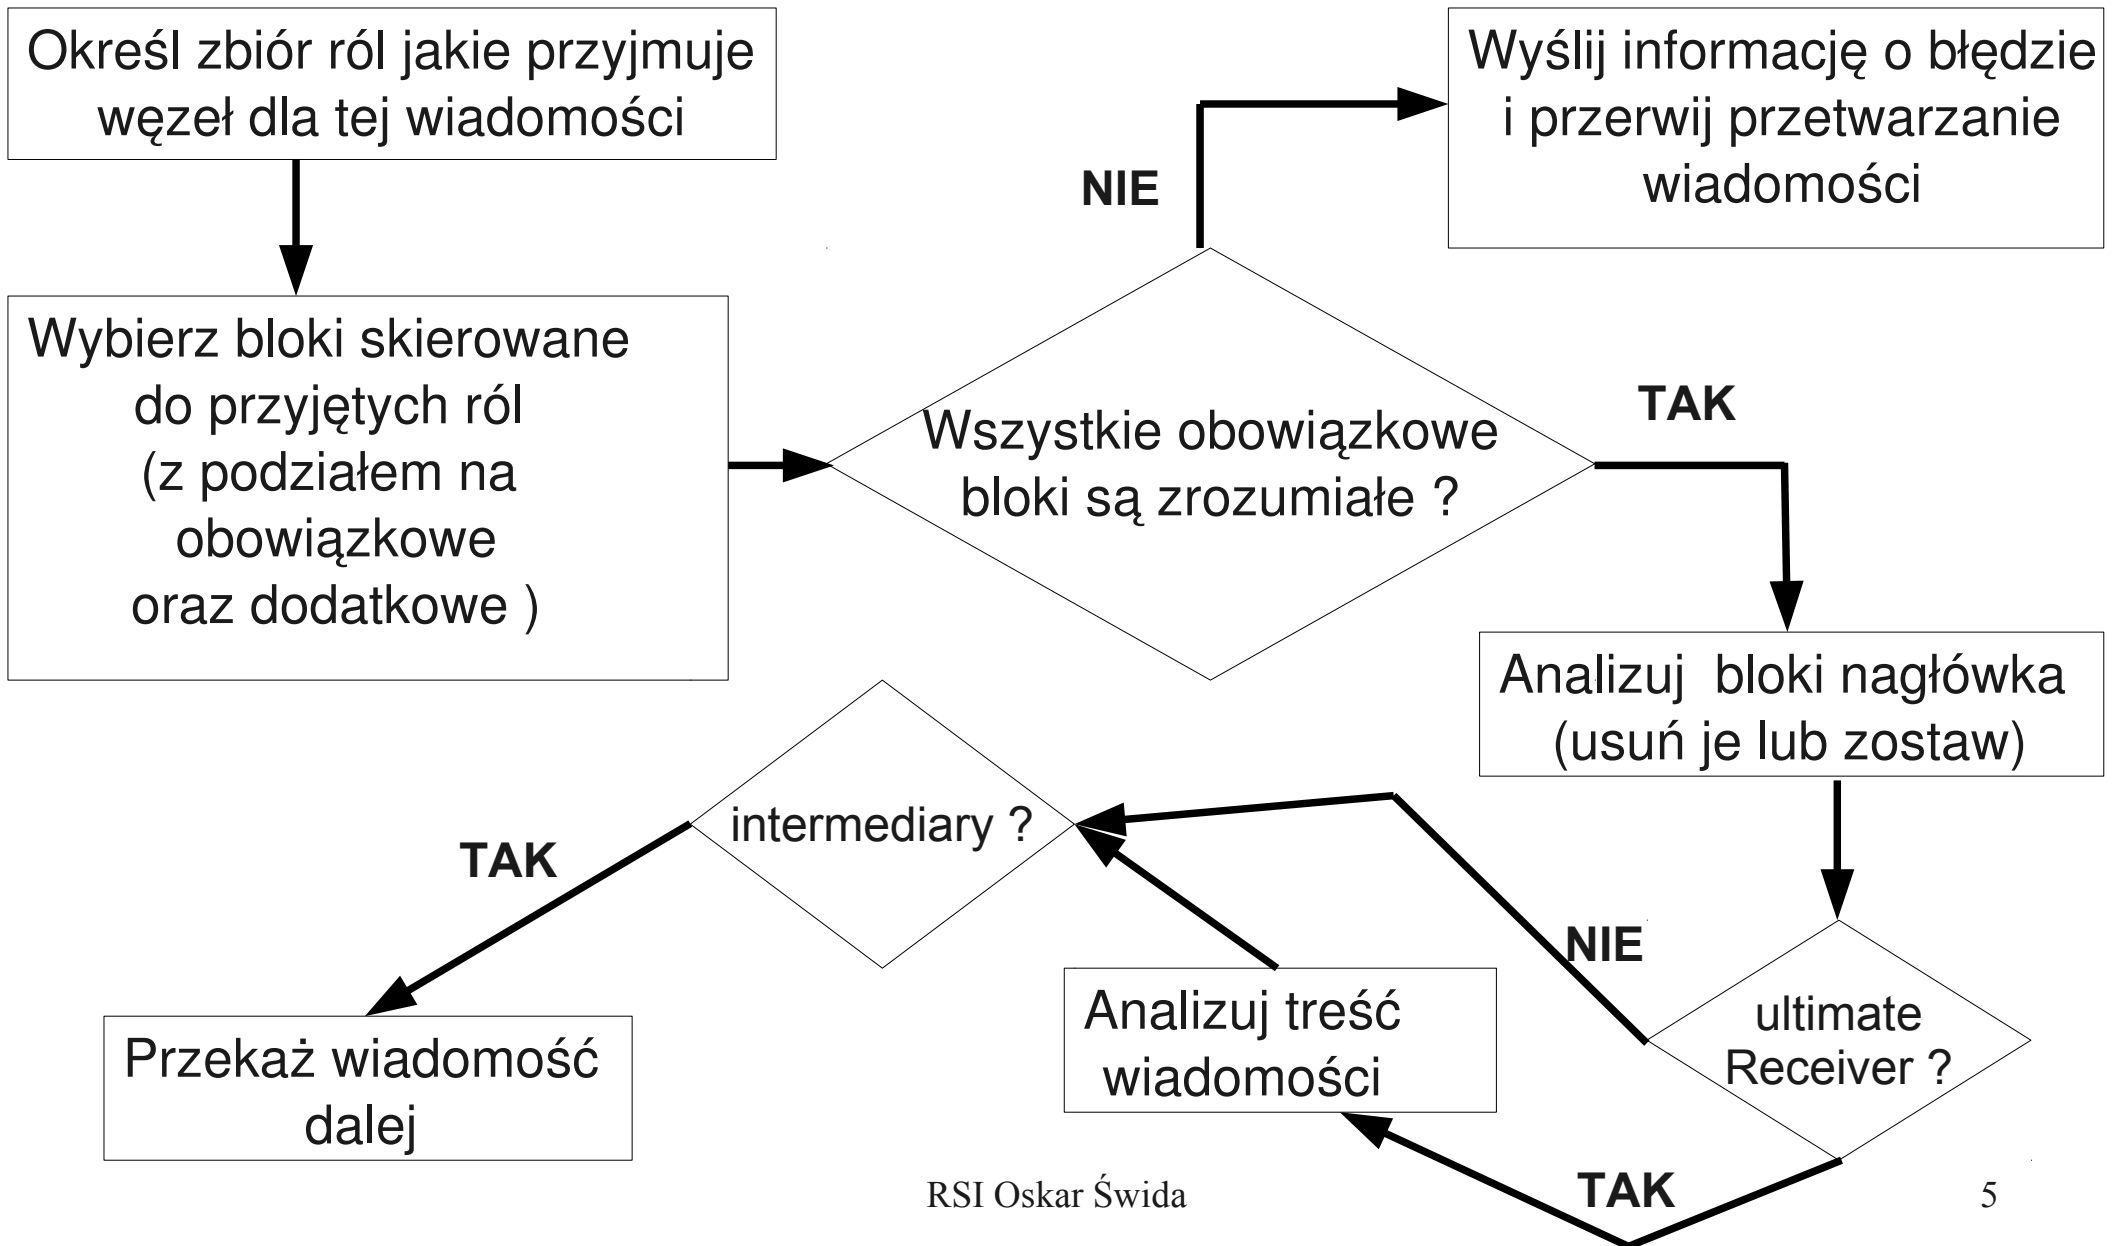 Określ zbiór ról jakie przyjmuje
węzeł dla tej wiadomości
Wyślij informację o błędzie
i przerwij przetwarzanie
wiadomości
NIE
Wybierz bloki skierowane
do przyjętych ról
(z podziałem na
obowiązkowe
oraz dodatkowe )
Wszystkie obowiązkowe
bloki są zrozumiałe ?
TAK
Analizuj bloki nagłówka
(usuń je lub zostaw)
intermediary ?
TAK
NIE
ultimate
Receiver ?
Analizuj treść
wiadomości
Przekaż wiadomość
dalej
TAK
RSI Oskar Świda
5